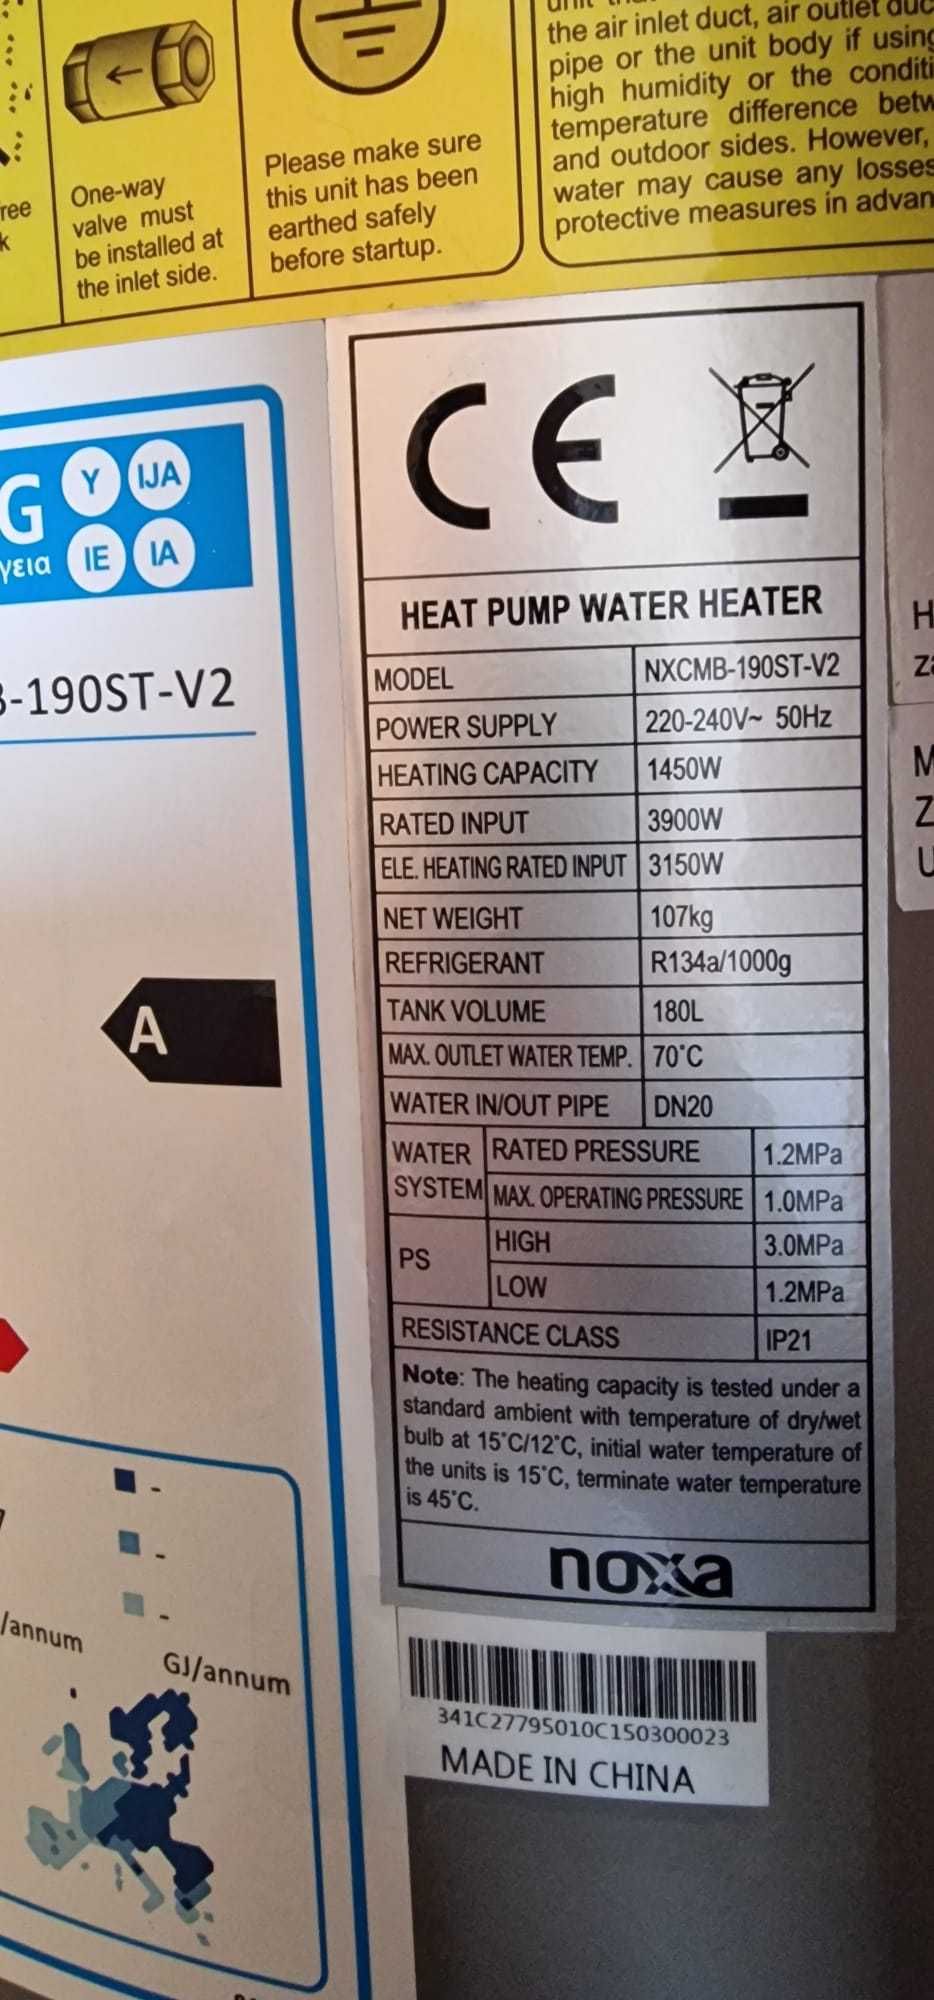 the air inlet duct, air outlet duc
pipe or the unit body if using
high humidity or the conditi
temperature difference betw
and outdoor sides. However,
water may cause any losses
protective measures in advan
ree
k
One-way
valve must
be installed at
the inlet side.
Please make sure
this unit has been
earthed safely
before startup.
G
γεια
Y IJA
IE IA
B-190ST-V2
A
/annum
GJ/annum
CE
HEAT PUMP WATER HEATER
MODEL NXCMB-190ST-V2
POWER SUPPLY 220-240V~ 50Hz
HEATING CAPACITY 1450W
RATED INPUT 3900W
ELE. HEATING RATED INPUT 3150W
NET WEIGHT 107kg
REFRIGERANT R134a/1000g
TANK VOLUME 180L
MAX. OUTLET WATER TEMP. 70°C
WATER IN/OUT PIPE DN20
WATER SYSTEM RATED PRESSURE 1.2MPa
MAX. OPERATING PRESSURE 1.0MPa
PS HIGH 3.0MPa
LOW 1.2MPa
RESISTANCE CLASS IP21
Note: The heating capacity is tested under a
standard ambient with temperature of dry/wet
bulb at 15°C/12°C, initial water temperature of
the units is 15°C, terminate water temperature
is 45°C.
noxa
341C27795010C150300023
MADE IN CHINA
H
za
M
Z
U